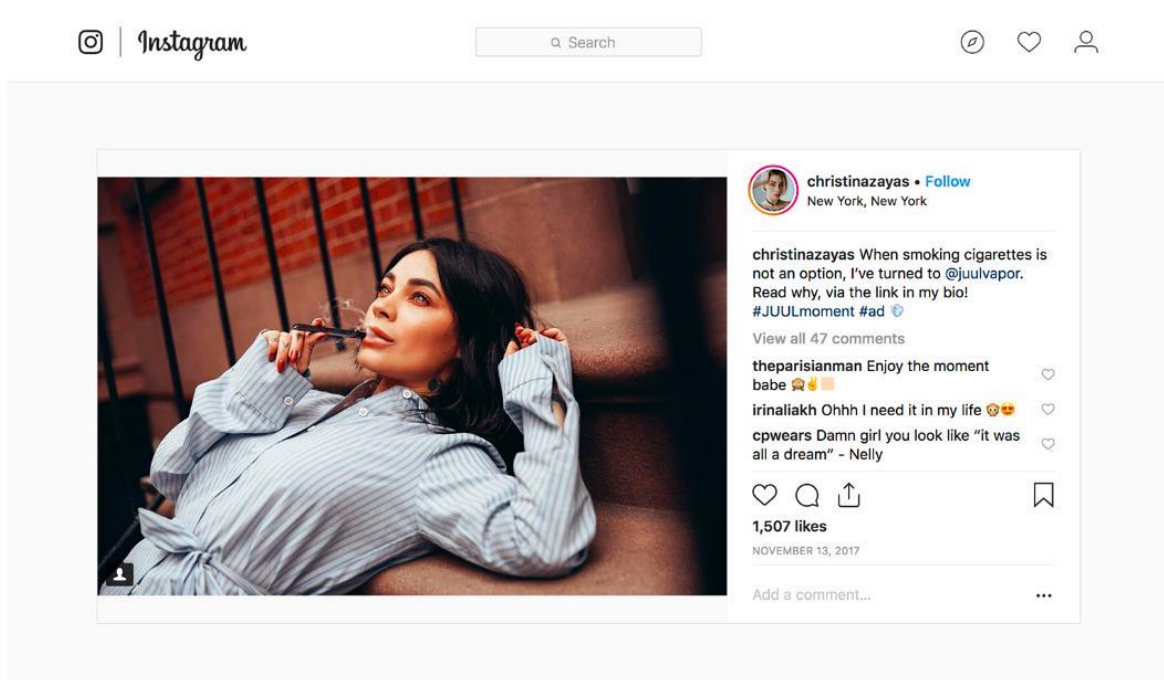 Instagram
Search
christinazayas • Follow
New York, New York
christinazayas When smoking cigarettes is
not an option, I've turned to @juulvapor.
Read why, via the link in my bio!
#JUULmoment #ad 💨
View all 47 comments
theparisianman Enjoy the moment
babe 🙈✌️🏻
irinaliakh Ohhh I need it in my life 🐵😍
cpwears Damn girl you look like “it was
all a dream” - Nelly
1,507 likes
NOVEMBER 13, 2017
Add a comment...